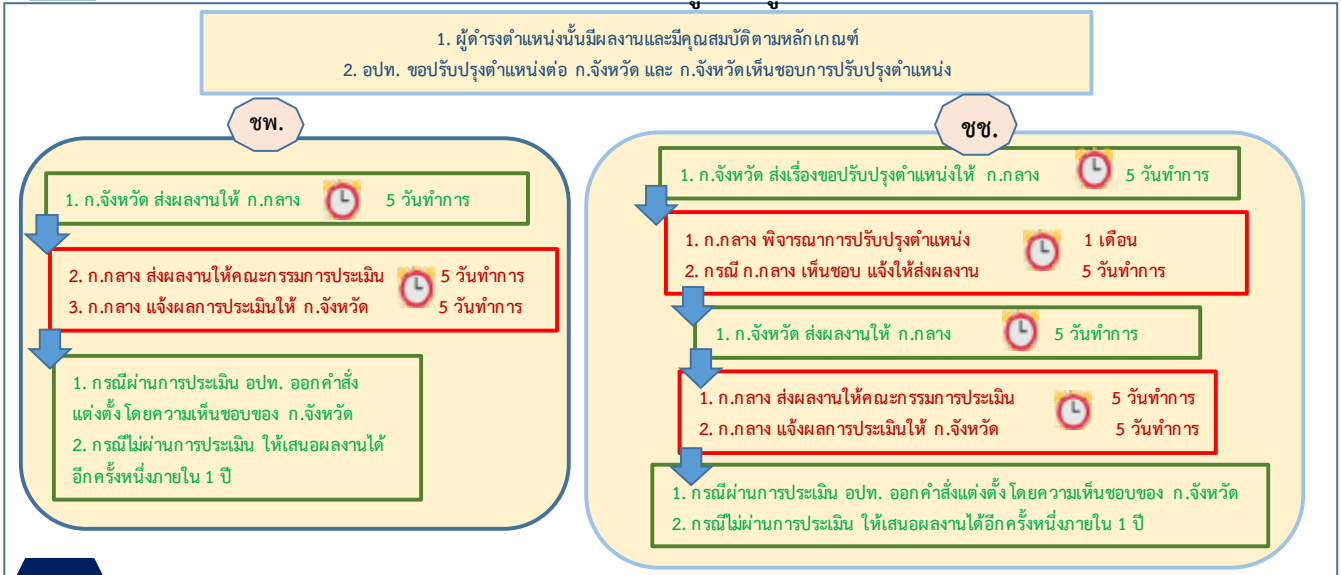 1. ผู้ดำรงตำแหน่งนั้นมีผลงานและมีคุณสมบัติตามหลักเกณฑ์
2. อปท. ขอปรับปรุงตำแหน่งต่อ ก.จังหวัด และ ก.จังหวัดเห็นชอบการปรับปรุงตำแหน่ง
ชพ.
1. ก.จังหวัด ส่งผลงานให้ ก.กลาง 5 วันทำการ
2. ก.กลาง ส่งผลงานให้คณะกรรมการประเมิน 5 วันทำการ
3. ก.กลาง แจ้งผลการประเมินให้ ก.จังหวัด 5 วันทำการ
1. กรณีผ่านการประเมิน อปท. ออกคำสั่ง
แต่งตั้ง โดยความเห็นชอบของ ก.จังหวัด
2. กรณีไม่ผ่านการประเมิน ให้เสนอผลงานได้
อีกครั้งหนึ่งภายใน 1 ปี
ชช.
1. ก.จังหวัด ส่งเรื่องขอปรับปรุงตำแหน่งให้ ก.กลาง 5 วันทำการ
1. ก.กลาง พิจารณาการปรับปรุงตำแหน่ง 1 เดือน
2. กรณี ก.กลาง เห็นชอบ แจ้งให้ส่งผลงาน 5 วันทำการ
1. ก.จังหวัด ส่งผลงานให้ ก.กลาง 5 วันทำการ
1. ก.กลาง ส่งผลงานให้คณะกรรมการประเมิน 5 วันทำการ
2. ก.กลาง แจ้งผลการประเมินให้ ก.จังหวัด 5 วันทำการ
1. กรณีผ่านการประเมิน อปท. ออกคำสั่งแต่งตั้ง โดยความเห็นชอบของ ก.จังหวัด
2. กรณีไม่ผ่านการประเมิน ให้เสนอผลงานได้อีกครั้งหนึ่งภายใน 1 ปี